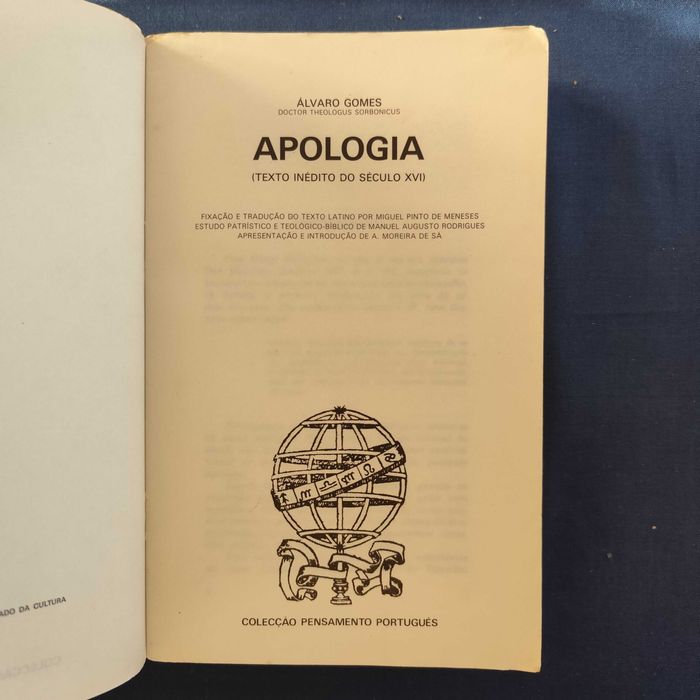 ÁLVARO GOMES
DOCTOR THEOLOGUS SORBONICUS
APOLOGIA
(TEXTO INÉDITO DO SÉCULO XVI)
FIXAÇÃO E TRADUÇÃO DO TEXTO LATINO POR MIGUEL PINTO DE MENESES
ESTUDO PATRÍSTICO E TEOLOGICO-BÍBLICO DE MANUEL AUGUSTO RODRIGUES
APRESENTAÇÃO E INTRODUÇÃO DE A. MOREIRA DE SÁ
COLECÇÃO PENSAMENTO PORTUGUÊS
ADO DA CULTURA